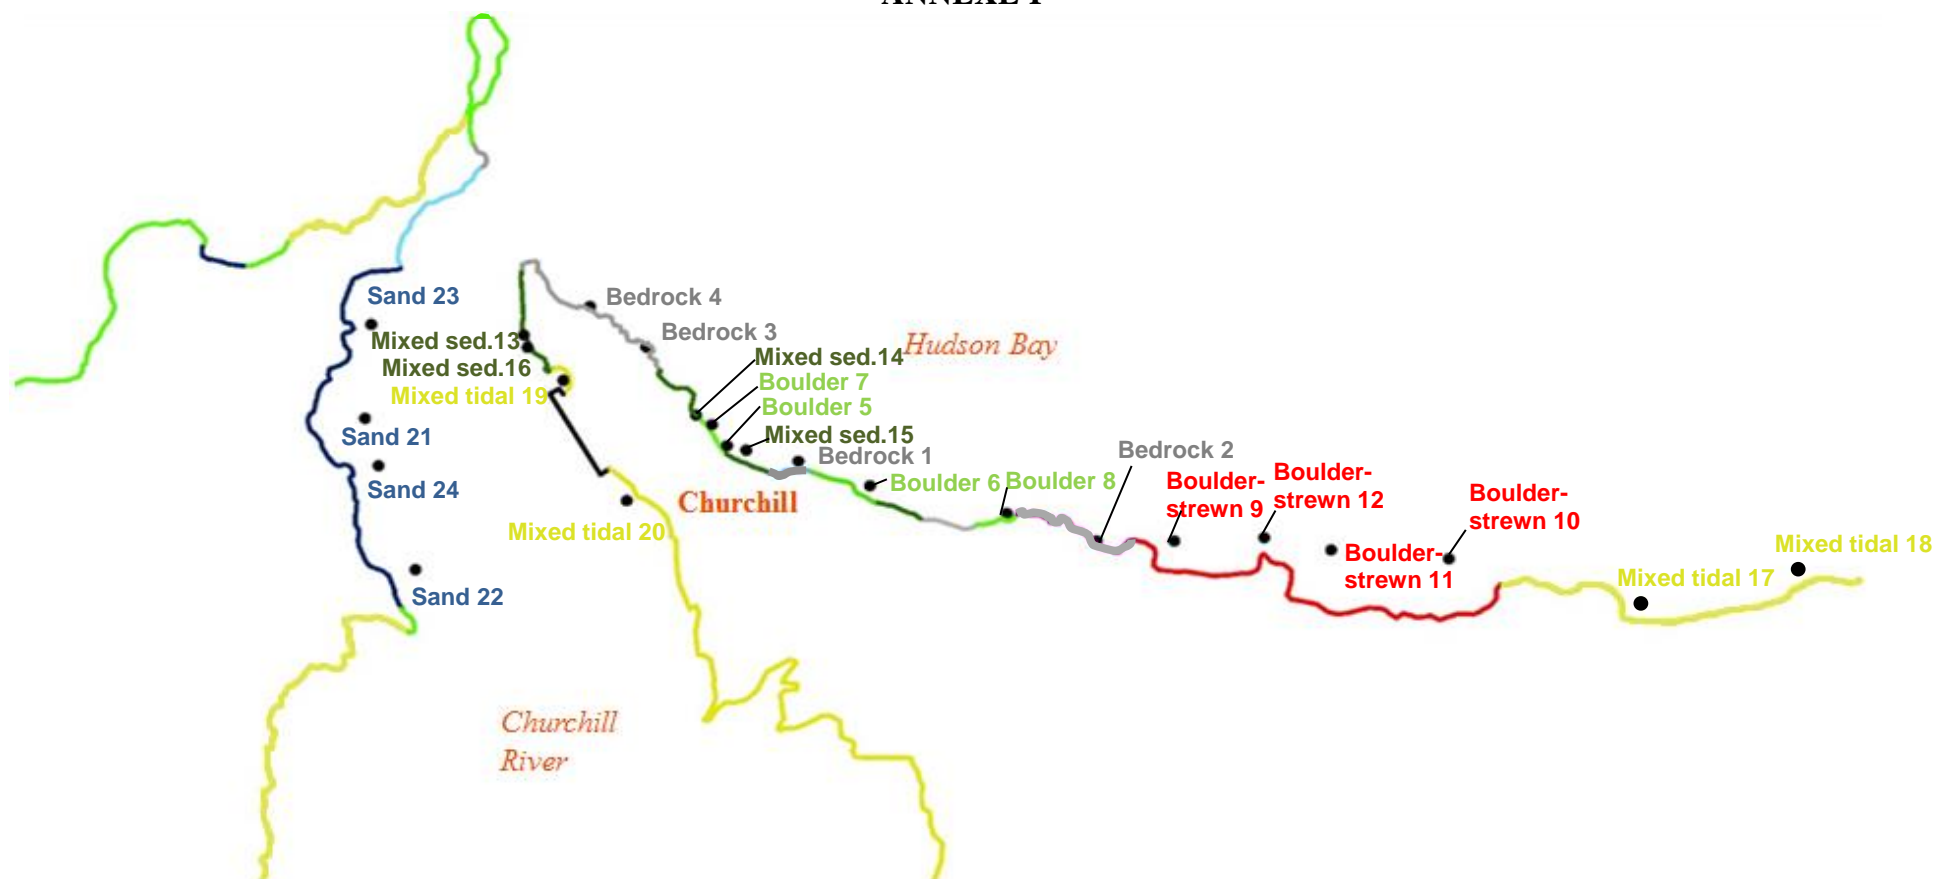 Sand 23
Bedrock 4
Bedrock 3
Mixed sed.13
Hudson Bay
Mixed sed.14
Mixed sed.16
Boulder 7
Mixed tidal 19
Boulder 5
Sand 21
Mixed sed.15
Bedrock 1
Bedrock 2
Sand 24
Boulder 6
Boulder 8
Boulder-
strewn 9
Boulder-
strewn 12
Boulder-
strewn 10
Churchill
Mixed tidal 20
Boulder-
strewn 11
Mixed tidal 18
Mixed tidal 17
Sand 22
Churchill
River